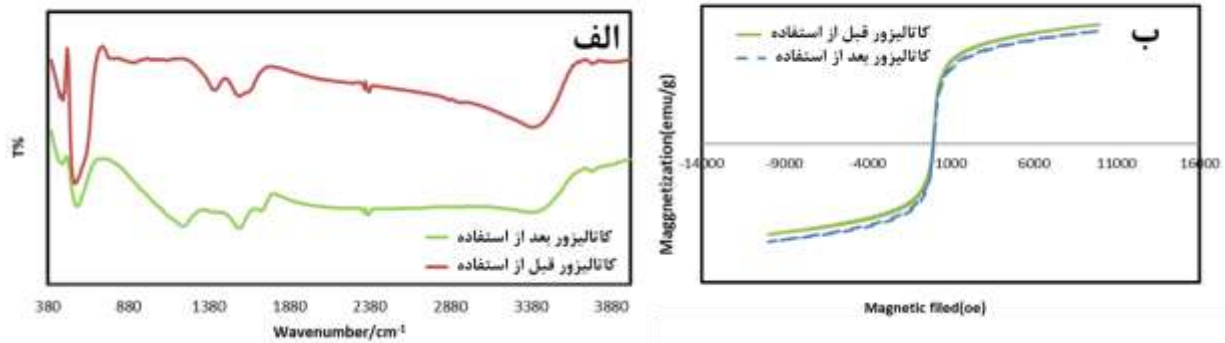 الف
T%
کاتالیزور بعد از استفاده
کاتالیزور قبل از استفاده
380 880 1380 1880 2380 2880 3380 3880
Wavenumber/cm-1
ب
کاتالیزور قبل از استفاده
کاتالیزور بعد از استفاده
Maggnetization(emu/g)
-14000 -9000 -4000 1000 6000 11000 16000
Magnetic filed(oe)